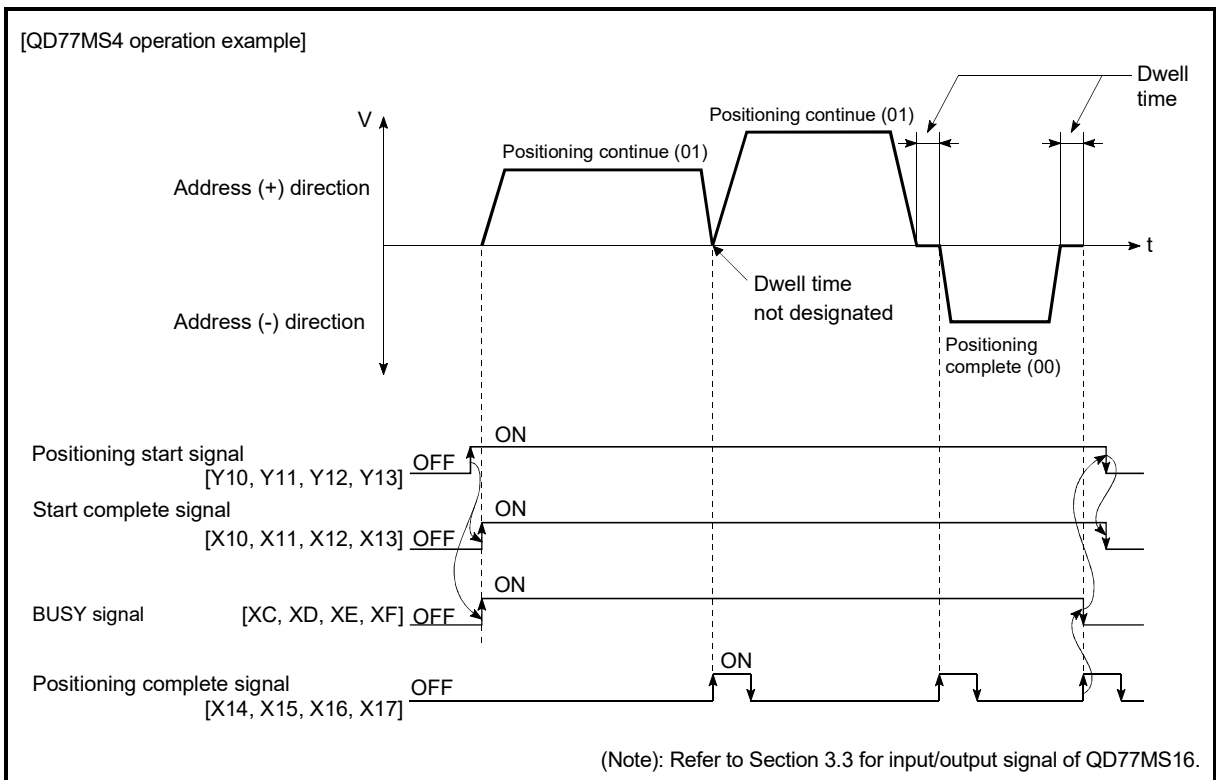 [QD77MS4 operation example]
Dwell
time
V
Positioning continue (01)
Positioning continue (01)
Address (+) direction
t
Dwell time
not designated
Address (-) direction
Positioning
complete (00)
ON
Positioning start signal
OFF
[Y10, Y11, Y12, Y13]
ON
Start complete signal
[X10, X11, X12, X13]
OFF
ON
BUSY signal
[XC, XD, XE, XF]
OFF
ON
Positioning complete signal
OFF
[X14, X15, X16, X17]
(Note): Refer to Section 3.3 for input/output signal of QD77MS16.